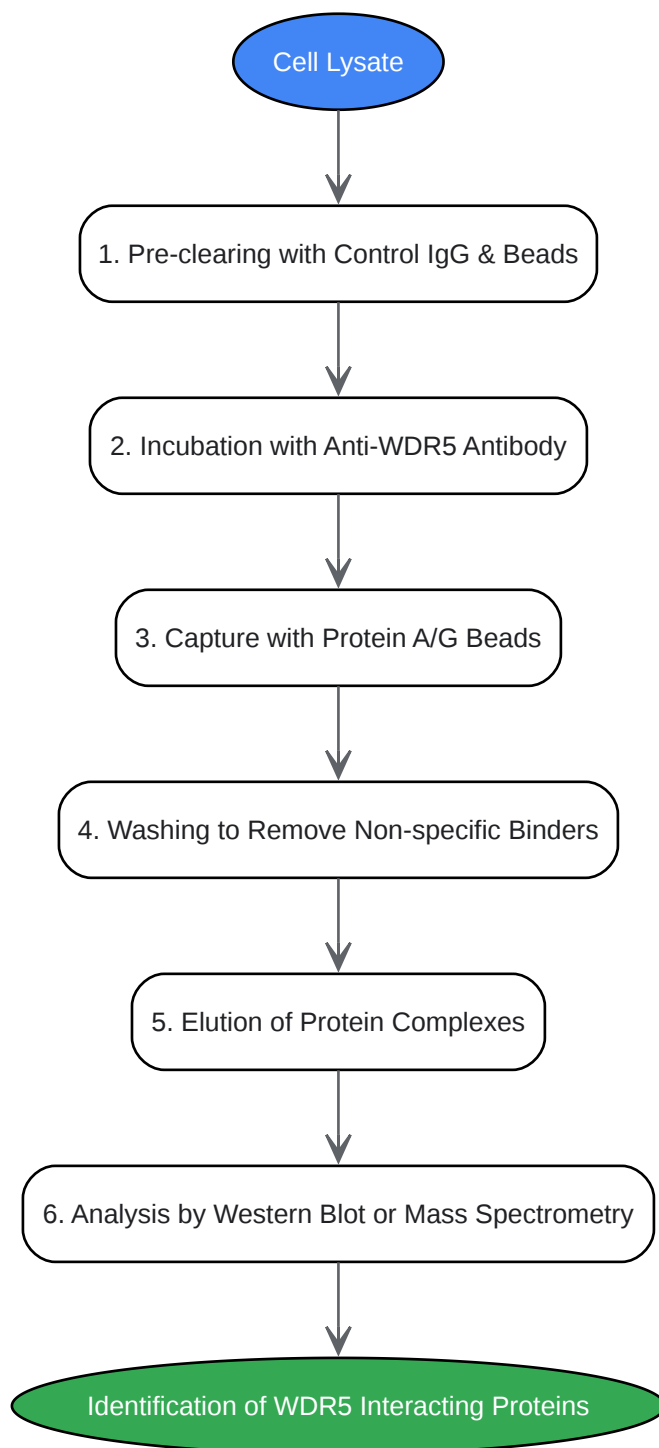 Cell Lysate
1. Pre-clearing with Control IgG & Beads
2. Incubation with Anti-WDR5 Antibody
3. Capture with Protein A/G Beads
4. Washing to Remove Non-specific Binders
5. Elution of Protein Complexes
6. Analysis by Western Blot or Mass Spectrometry
Identification of WDR5 Interacting Proteins